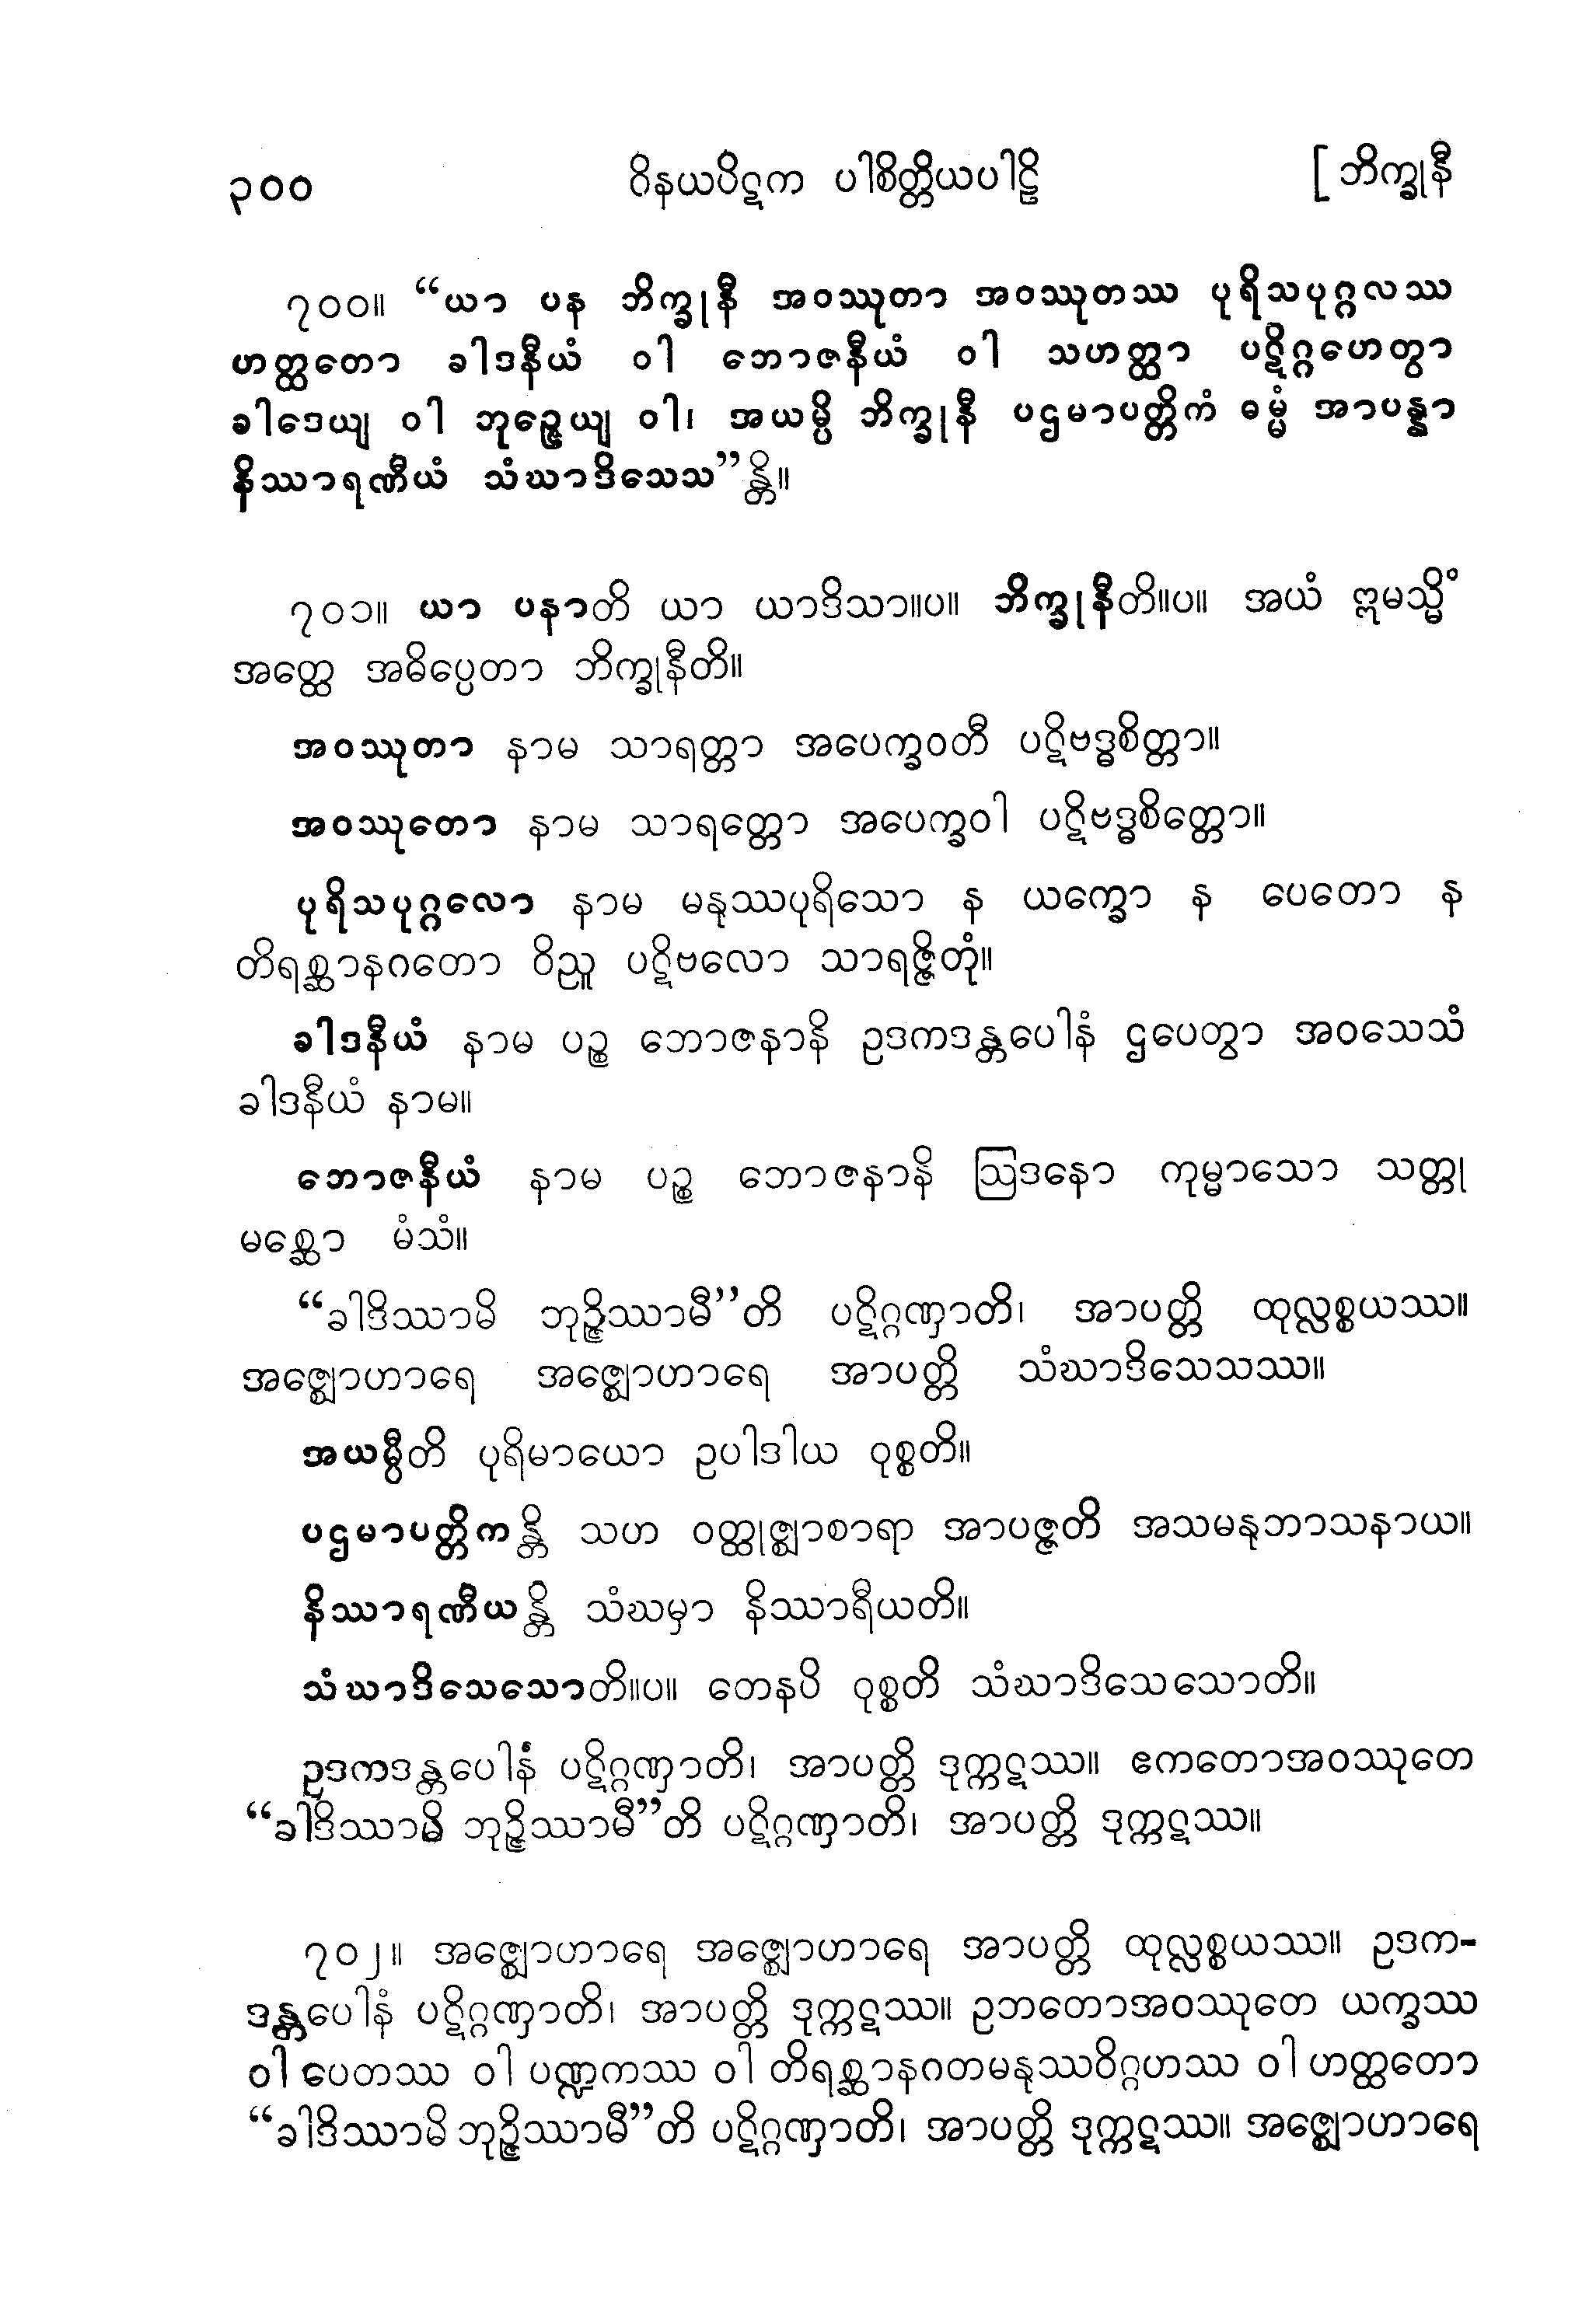 ၃၀၀ ဝိနယပိဋက ပါစိတ္တိယပါဠိ [ ဘိက္ခုနီ
၇၀၀။ “ယာ ပန ဘိက္ခုနီ အဝဿုတာ အဝဿုတဿ ပုရိသပုဂ္ဂလဿ
ဟတ္ထတော ခါဒနီယံ ဝါ ဘောဇနီယံ ဝါ သဟတ္ထာ ပဋိဂ္ဂဟေတွာ
ခါဒေယျ ဝါ ဘုဉ္ဇေယျ ဝါ၊ အယမ္ပိ ဘိက္ခုနီ ပဌမာပတ္တိကံ ဓမ္မံ အာပန္နာ
နိဿာရဏီယံ သံဃာဒိသေသ”န္တိ။
၇၀၁။ ယာ ပနာတိ ယာ ယာဒိသာ။ပ။ ဘိက္ခုနီတိ။ပ။ အယံ ဣမသ္မိံ
အတ္ထေ အဓိပ္ပေတာ ဘိက္ခုနီတိ။
အဝဿုတာ နာမ သာရတ္တာ အပေက္ခဝတီ ပဋိဗဒ္ဓစိတ္တာ။
အဝဿုတော နာမ သာရတ္တော အပေက္ခဝါ ပဋိဗဒ္ဓစိတ္တော။
ပုရိသပုဂ္ဂလော နာမ မနုဿပုရိသော န ယက္ခော န ပေတော န
တိရစ္ဆာနဂတော ဝိညူ ပဋိဗလော သာရဇ္ဇိတုံ။
ခါဒနီယံ နာမ ပဉ္စ ဘောဇနာနိ ဥဒကဒန္တပေါနံ ဌပေတွာ အဝသေသံ
ခါဒနီယံ နာမ။
ဘောဇနီယံ နာမ ပဉ္စ ဘောဇနာနိ ဩဒနော ကုမ္မာသော သတ္တု
မစ္ဆော မံသံ။
“ခါဒိဿာမိ ဘုဉ္ဇိဿာမီ”တိ ပဋိဂ္ဂဏှာတိ၊ အာပတ္တိ ထုလ္လစ္စယဿ။
အဇ္ဈောဟာရေ အဇ္ဈောဟာရေ အာပတ္တိ သံဃာဒိသေသဿ။
အယမ္ပီတိ ပုရိမာယော ဥပါဒါယ ဝုစ္စတိ။
ပဌမာပတ္တိကန္တိ သဟ ဝတ္ထုဇ္ဈာစာရာ အာပဇ္ဇတိ အသမနုဘာသနာယ။
နိဿာရဏီယန္တိ သံဃမှာ နိဿာရီယတိ။
သံဃာဒိသေသောတိ။ပ။ တေနပိ ဝုစ္စတိ သံဃာဒိသေသောတိ။
ဥဒကဒန္တပေါနံ ပဋိဂ္ဂဏှာတိ၊ အာပတ္တိ ဒုက္ကဋဿ။ ဧကတောအဝဿုတေ
“ခါဒိဿာမိ ဘုဉ္ဇိဿာမီ”တိ ပဋိဂ္ဂဏှာတိ၊ အာပတ္တိ ဒုက္ကဋဿ။
၇၀၂။ အဇ္ဈောဟာရေ အဇ္ဈောဟာရေ အာပတ္တိ ထုလ္လစ္စယဿ။ ဥဒက-
ဒန္တပေါနံ ပဋိဂ္ဂဏှာတိ၊ အာပတ္တိ ဒုက္ကဋဿ။ ဥဘတောအဝဿုတေ ယက္ခဿ
ဝါ ပေတဿ ဝါ ပဏ္ဍကဿ ဝါ တိရစ္ဆာနဂတမနုဿဝိဂ္ဂဟဿ ဝါ ဟတ္ထတော
“ခါဒိဿာမိ ဘုဉ္ဇိဿာမီ”တိ ပဋိဂ္ဂဏှာတိ၊ အာပတ္တိ ဒုက္ကဋဿ။ အဇ္ဈောဟာရေ